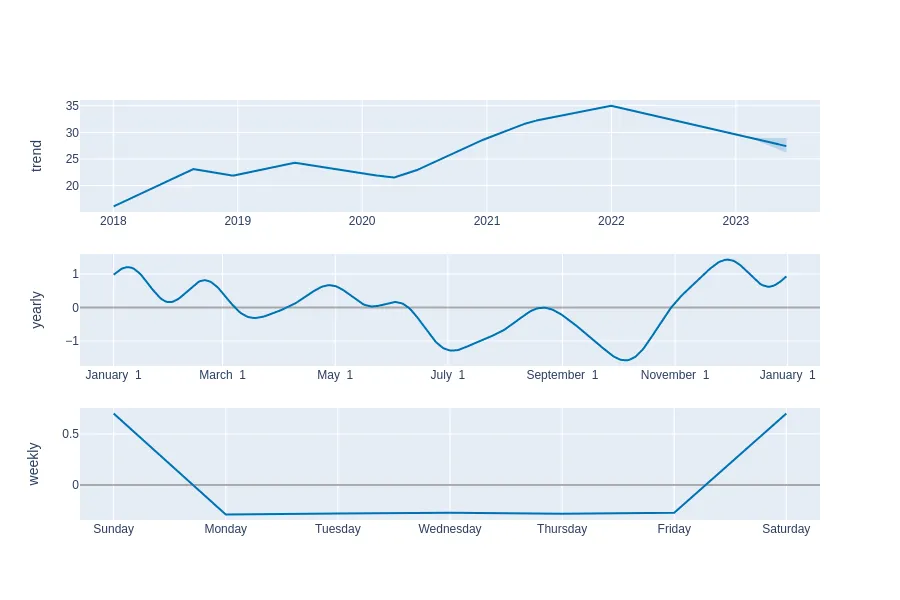 trend
35
30
25
20
2018 2019 2020 2021 2022 2023
yearly
1
0
−1
January 1 March 1 May 1 July 1 September 1 November 1 January 1
weekly
0.5
0
Sunday Monday Tuesday Wednesday Thursday Friday Saturday